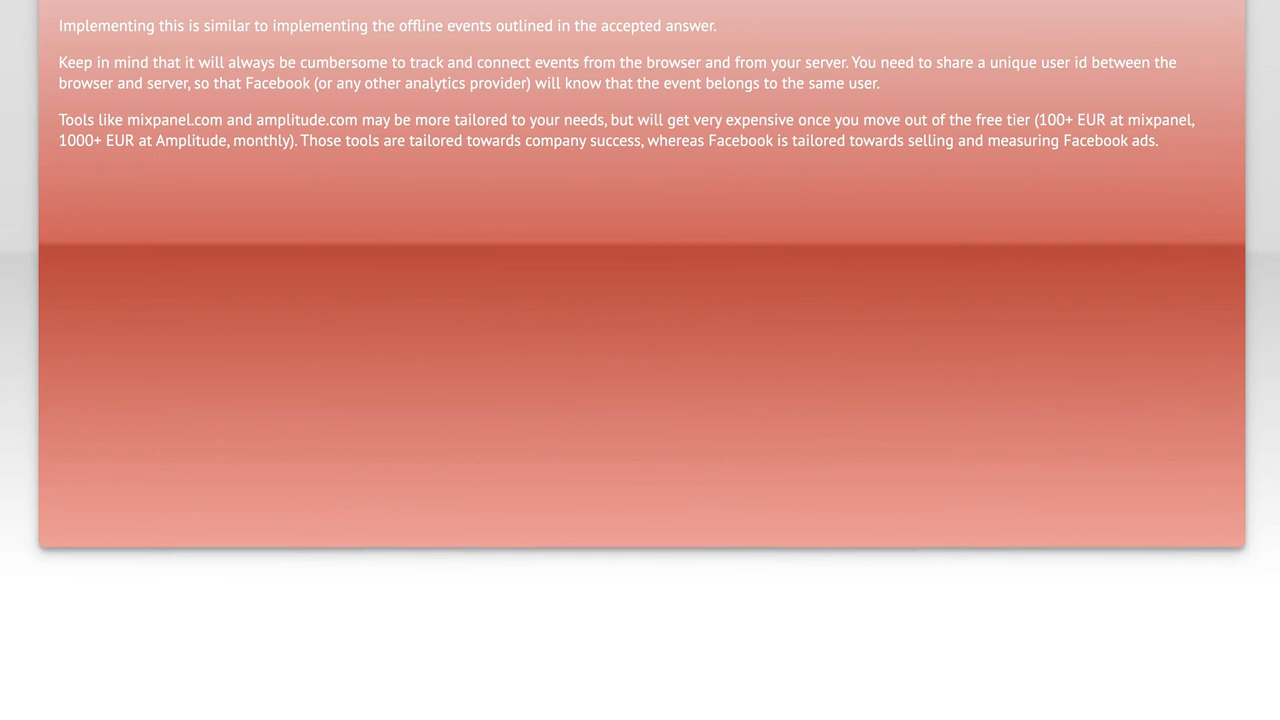 Implementing this is similar to implementing the offline events outlined in the accepted answer.
Keep in mind that it will always be cumbersome to track and connect events from the browser and from your server. You need to share a unique user id between the
browser and server, so that Facebook (or any other analytics provider) will know that the event belongs to the same user.
Tools like mixpanel.com and amplitude.com may be more tailored to your needs, but will get very expensive once you move out of the free tier (100+ EUR at mixpanel,
1000+ EUR at Amplitude, monthly). Those tools are tailored towards company success, whereas Facebook is tailored towards selling and measuring Facebook ads.